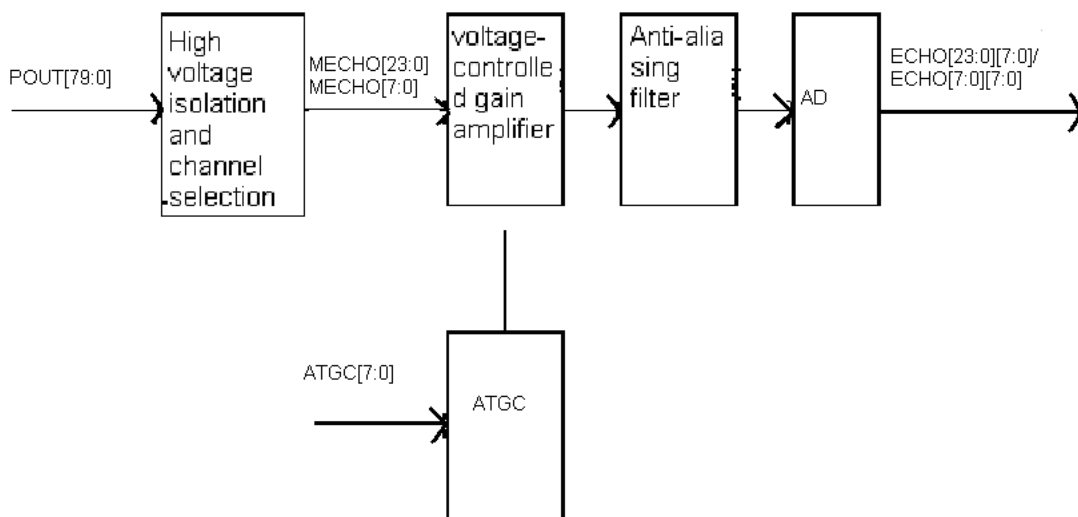 POUT[79:0]
High
voltage
isolation
and
channel
selection
MECHO[23:0]
MECHO[7:0]
voltage-
controlle
d gain
amplifier
Anti-alia
sing
filter
AD
ECHO[23:0][7:0]/
ECHO[7:0][7:0]
ATGC[7:0]
ATGC